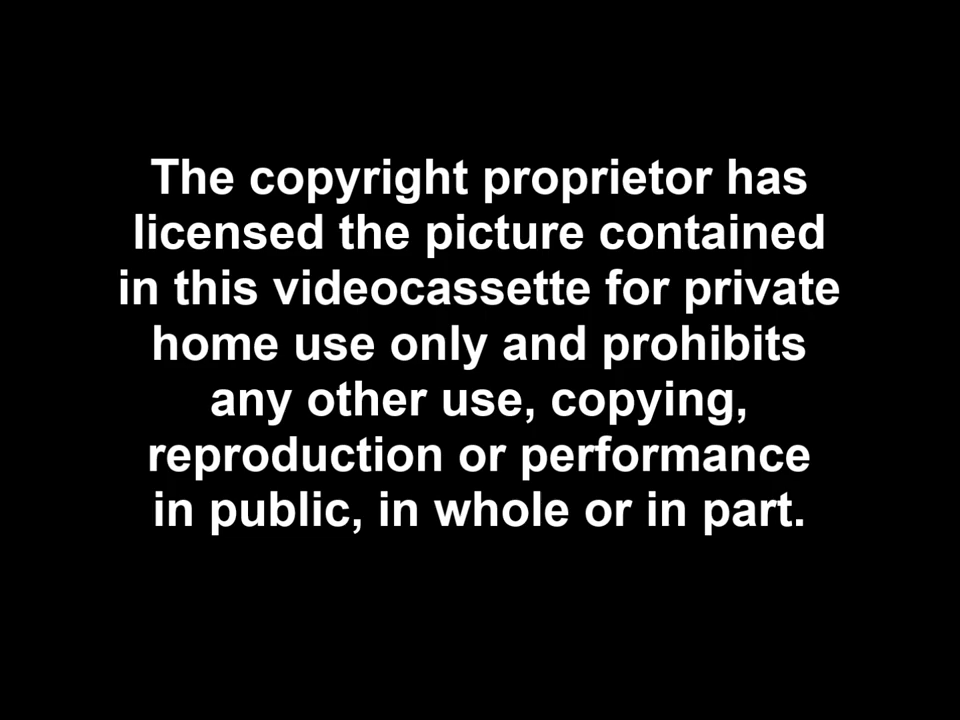 The copyright proprietor has
licensed the picture contained
in this videocassette for private
home use only and prohibits
any other use, copying,
reproduction or performance
in public, in whole or in part.